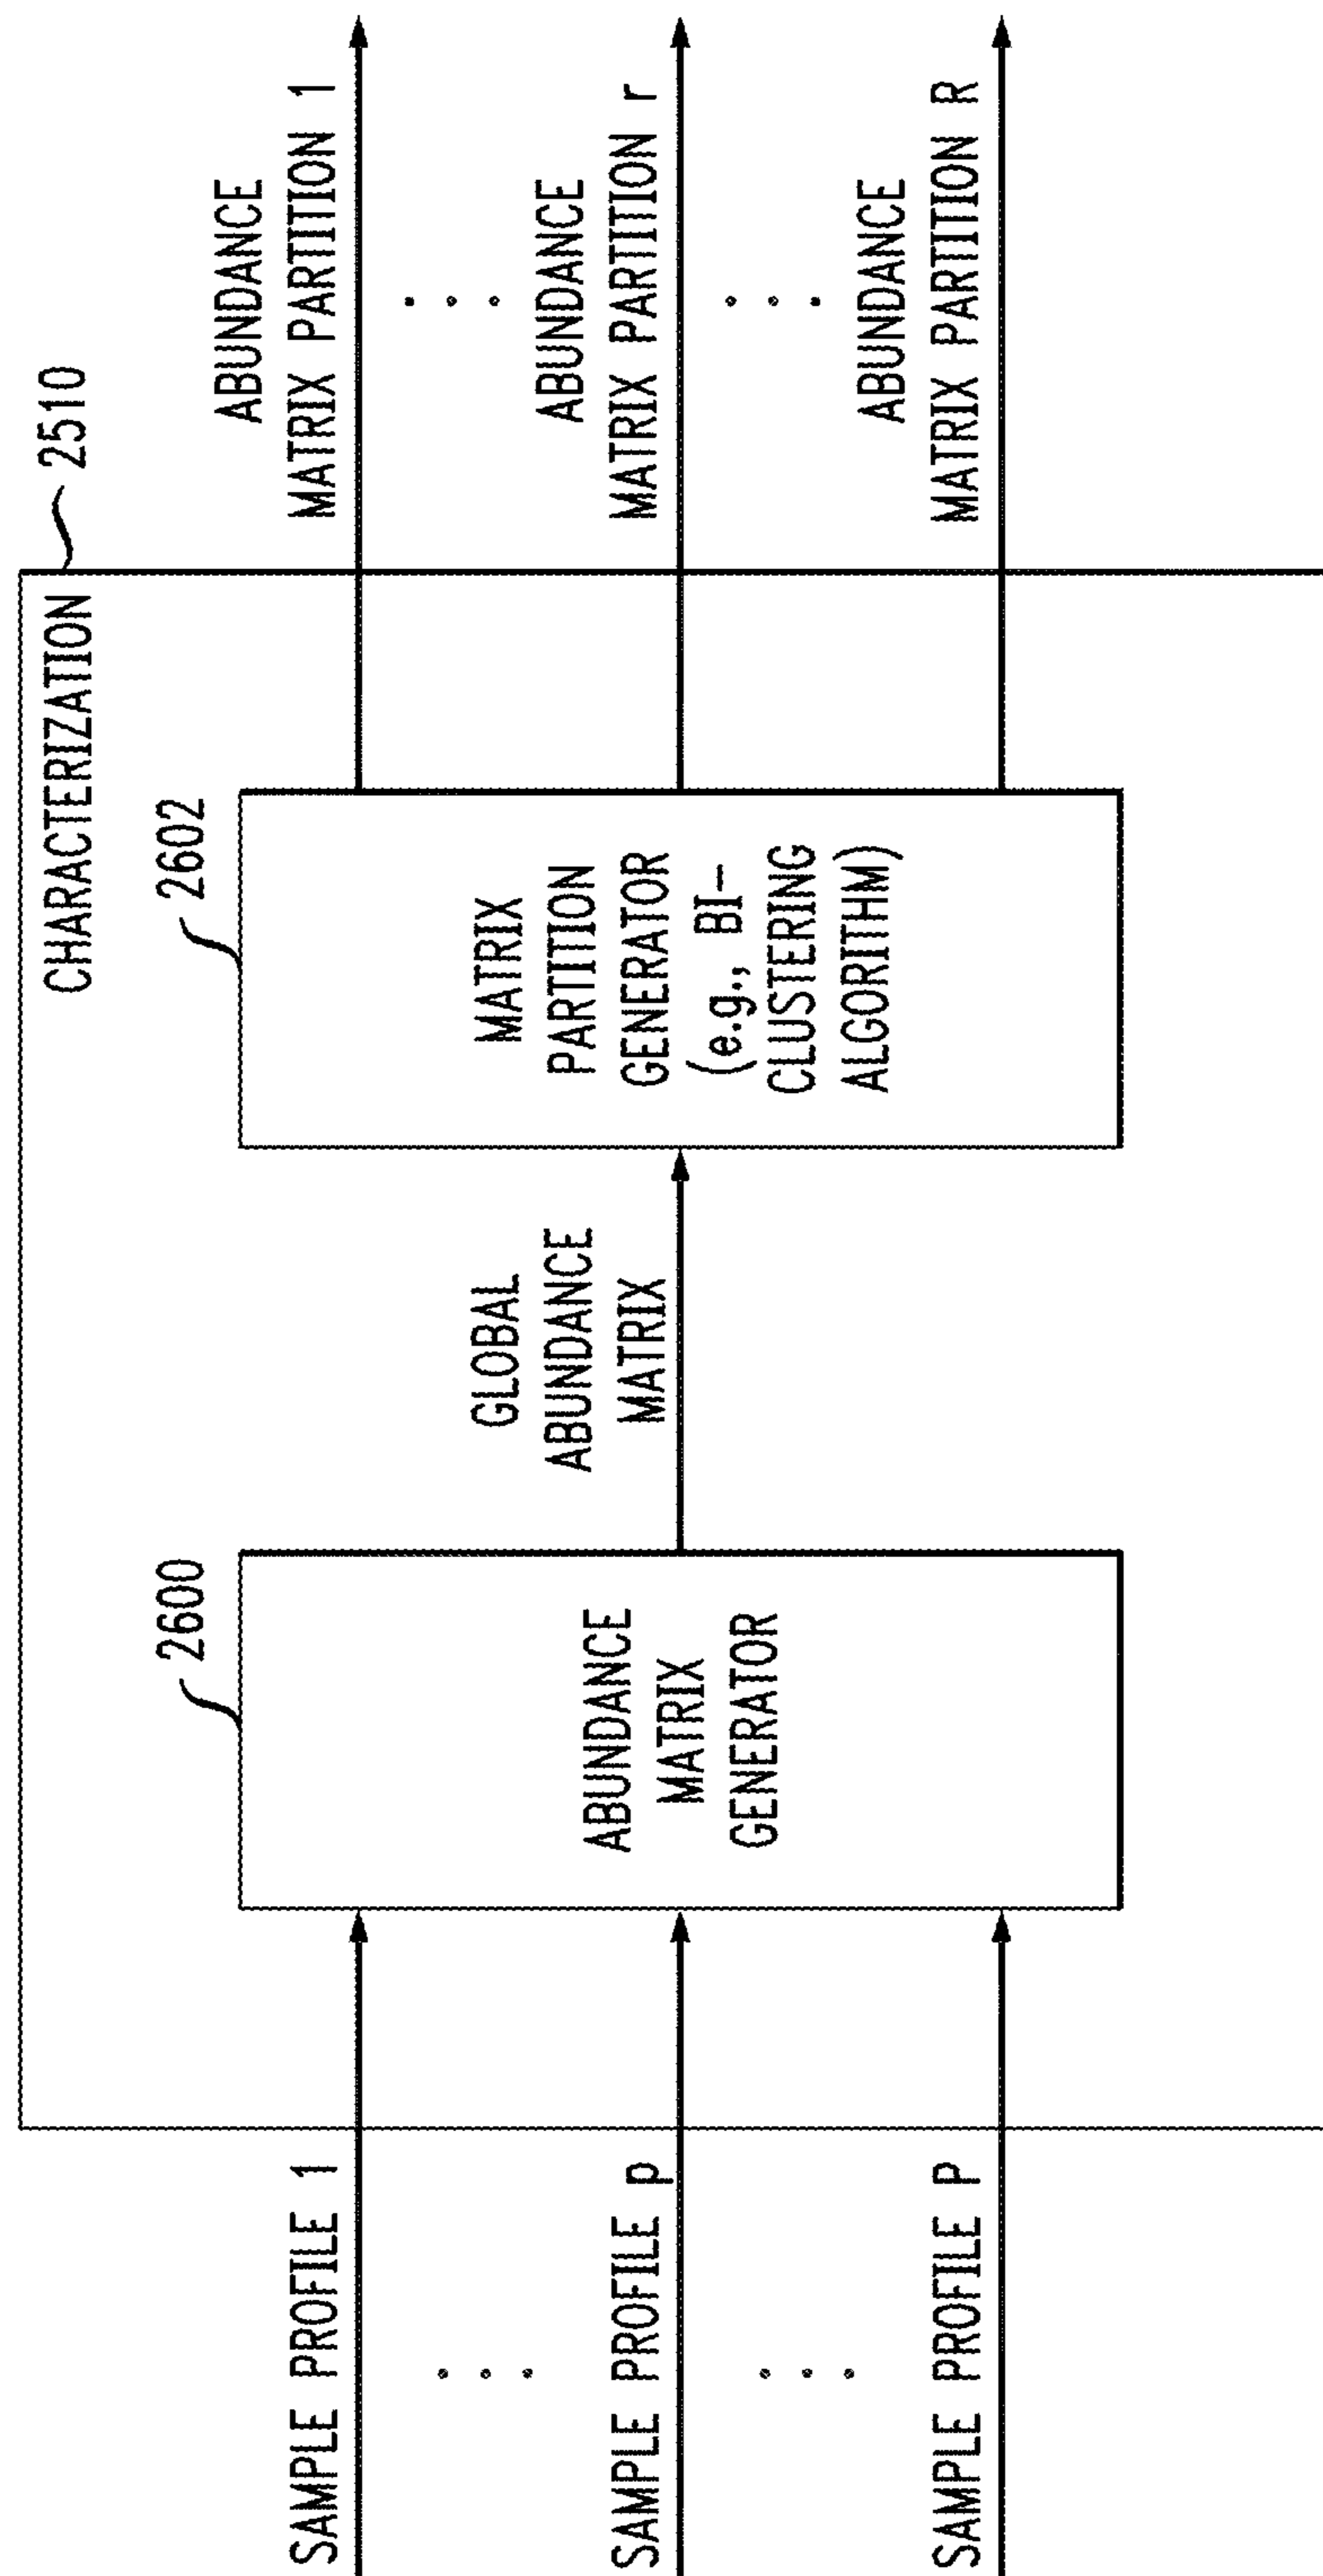 2510
CHARACTERIZATION
SAMPLE PROFILE 1
. . .
SAMPLE PROFILE p
. . .
SAMPLE PROFILE P
2600
ABUNDANCE
MATRIX
GENERATOR
GLOBAL
ABUNDANCE
MATRIX
2602
MATRIX
PARTITION
GENERATOR
(e.g., BI-
CLUSTERING
ALGORITHM)
ABUNDANCE
MATRIX PARTITION 1
. . .
ABUNDANCE
MATRIX PARTITION r
. . .
ABUNDANCE
MATRIX PARTITION R